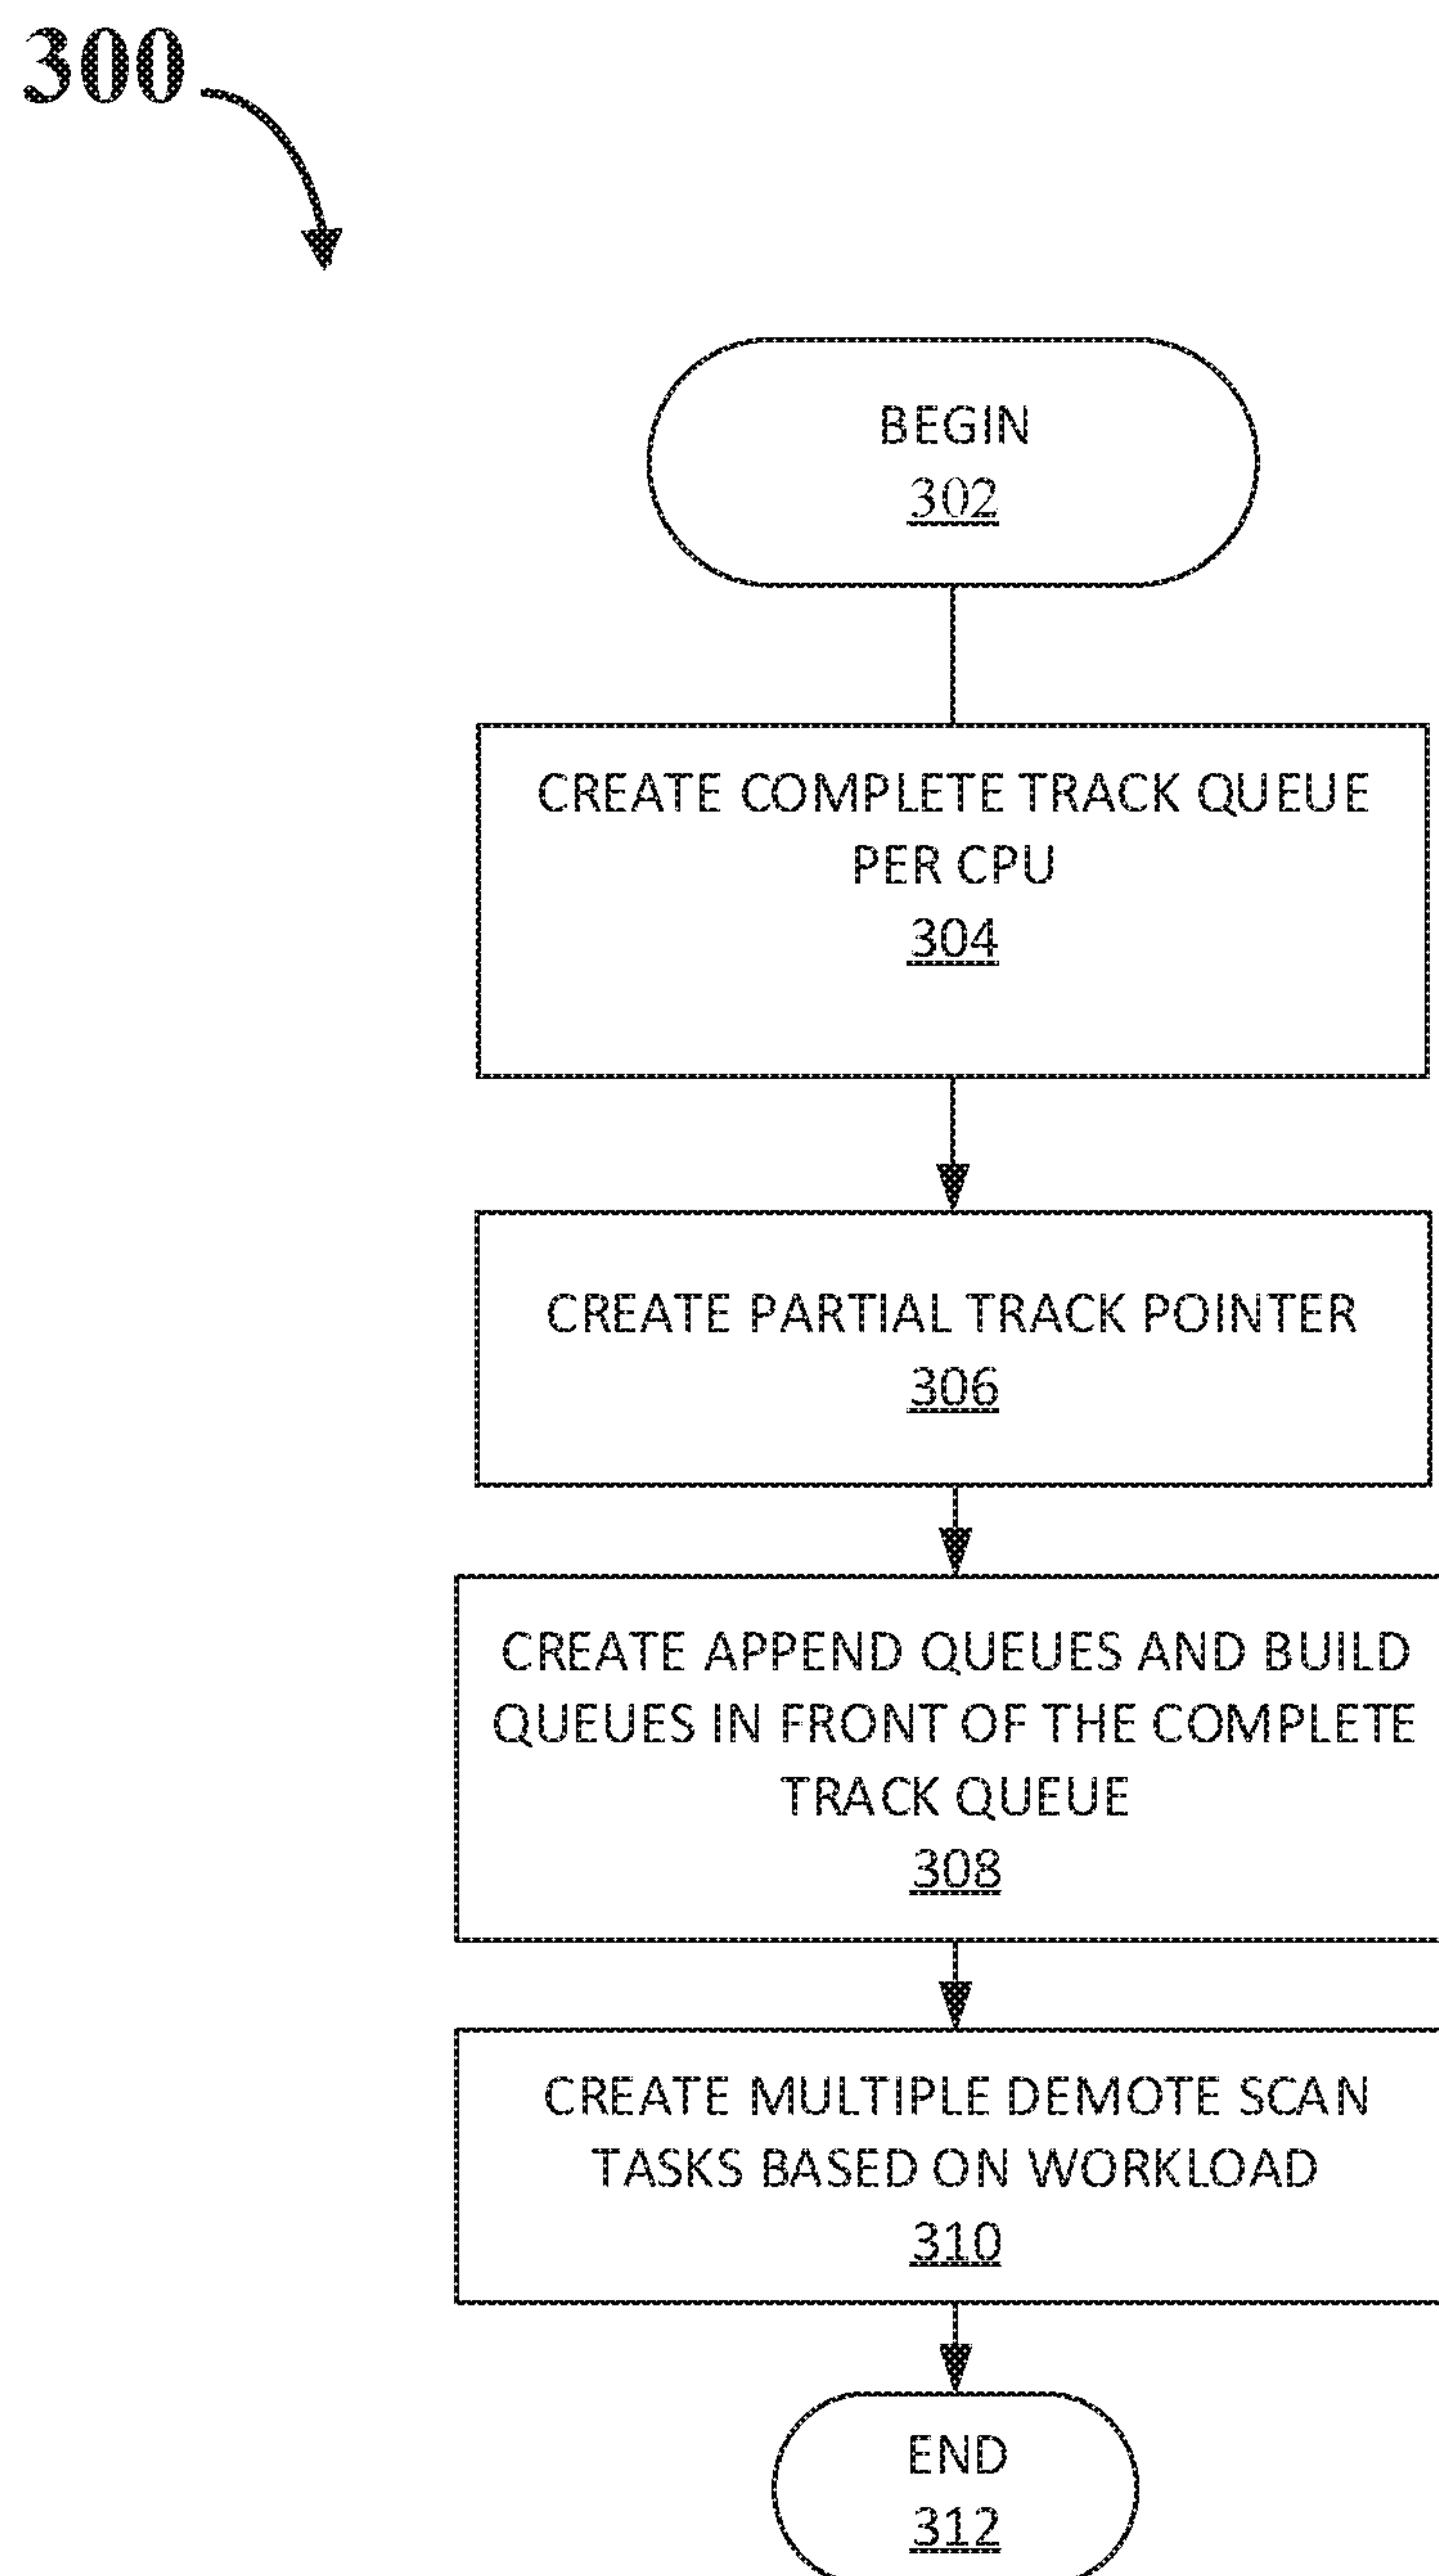 300
BEGIN
302
CREATE COMPLETE TRACK QUEUE
PER CPU
304
CREATE PARTIAL TRACK POINTER
306
CREATE APPEND QUEUES AND BUILD
QUEUES IN FRONT OF THE COMPLETE
TRACK QUEUE
308
CREATE MULTIPLE DEMOTE SCAN
TASKS BASED ON WORKLOAD
310
END
312